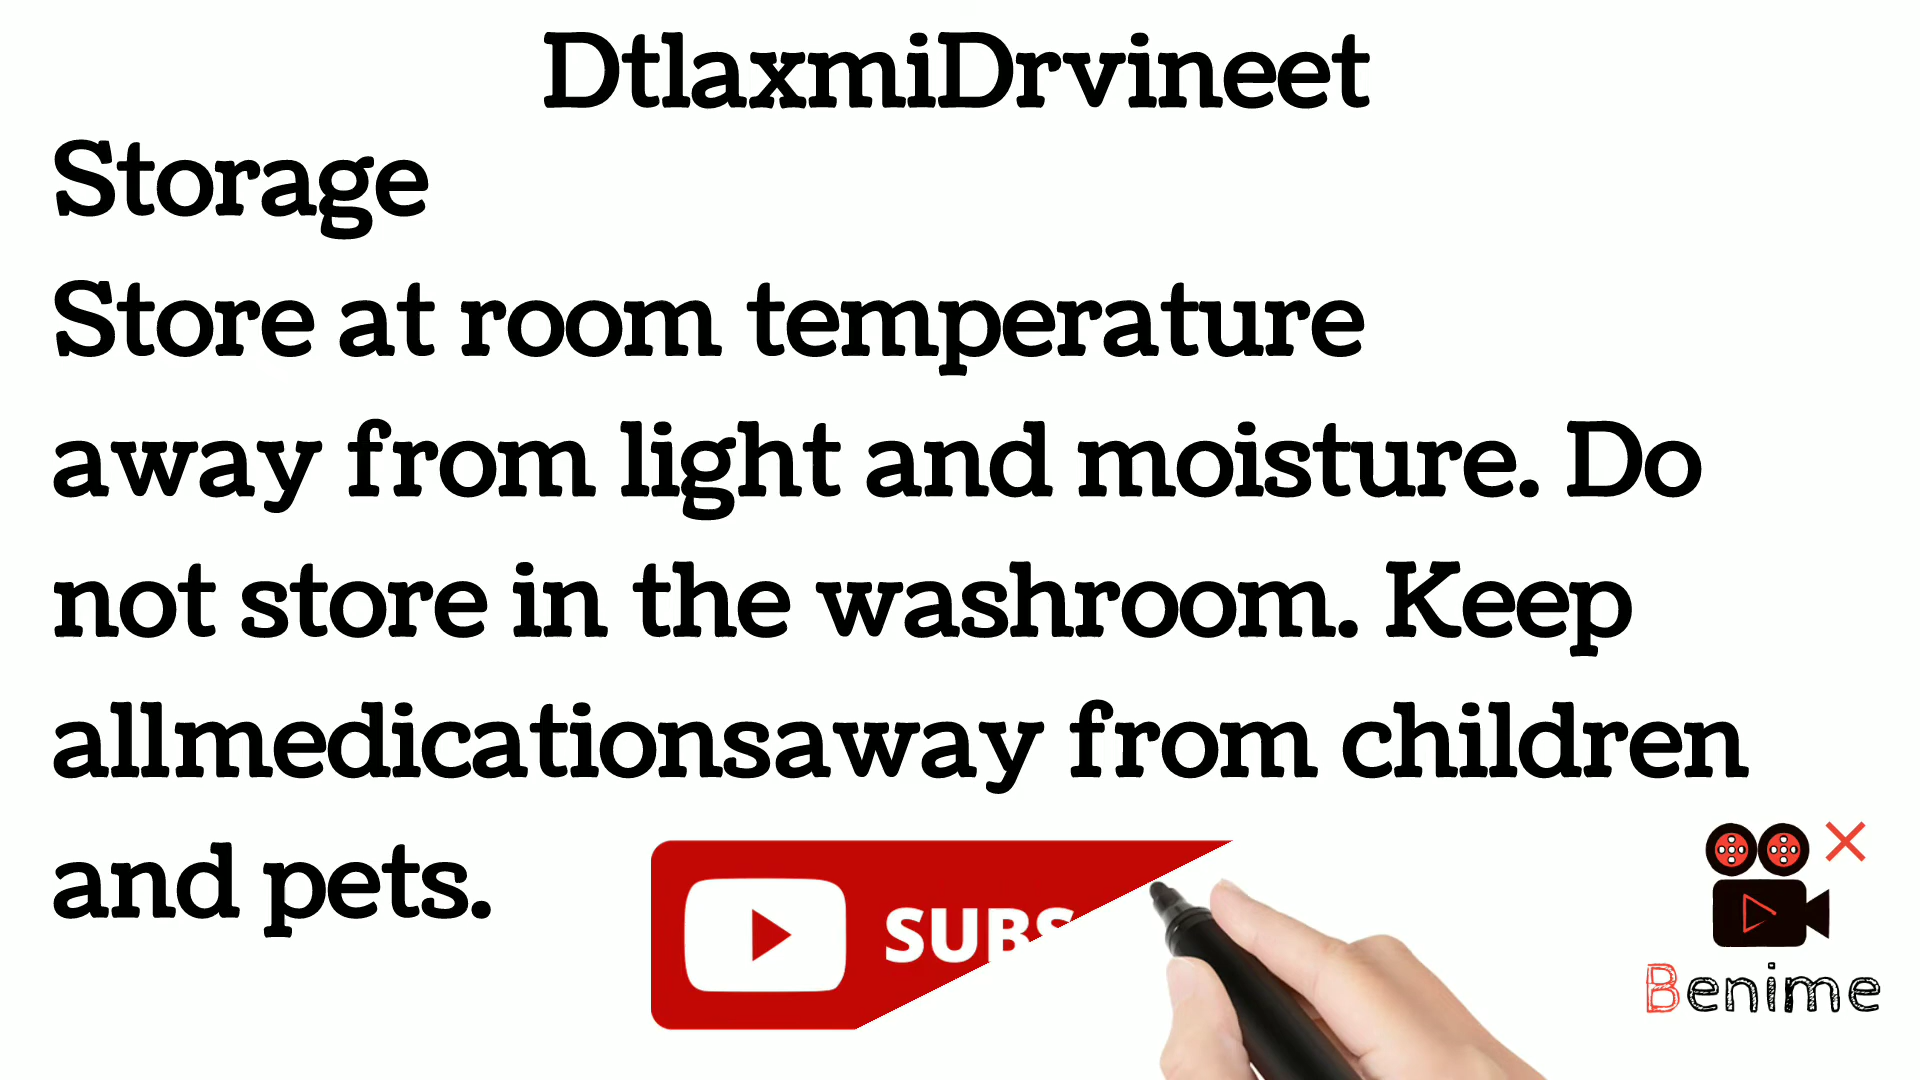 DtlaxmiDrvineet
Storage
Store at room temperature
away from light and moisture. Do
not store in the washroom. Keep
allmedicationsaway from children
and pets.
SUBS
Benime